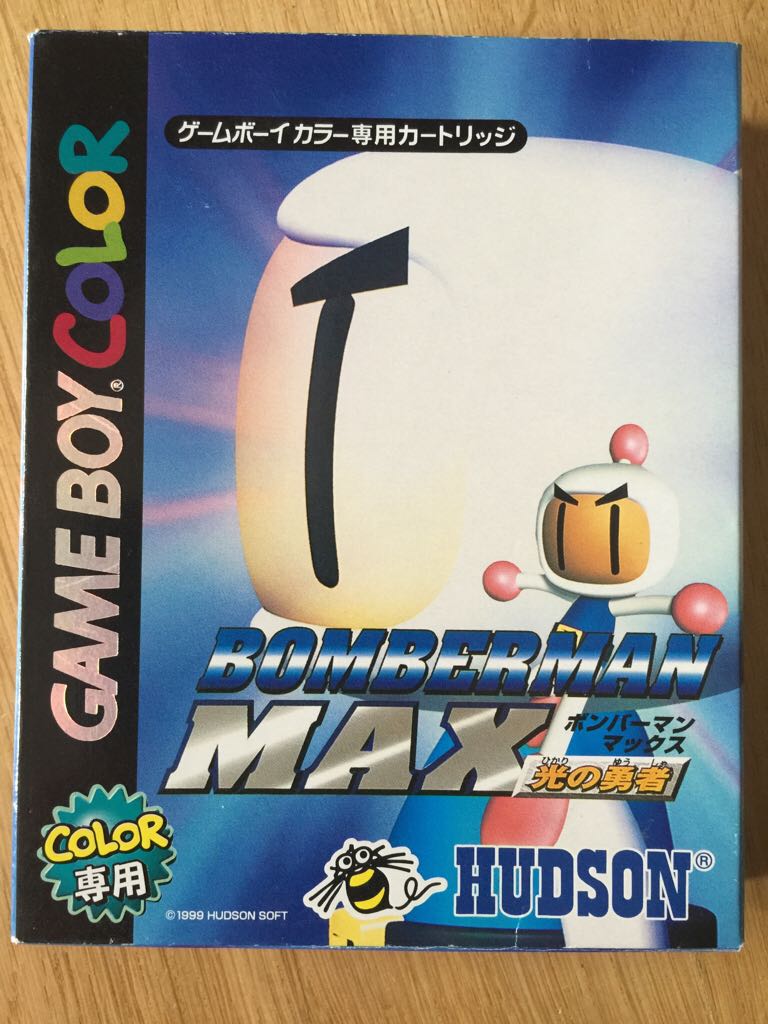 ゲームボーイ カラー専用カートリッジ
GAME BOY® COLOR
BOMBERMAN
MAX
ボンバーマン
マックス
ひかり ゆう しゃ
光の勇者
COLOR
専用
©1999 HUDSON SOFT
HUDSON®